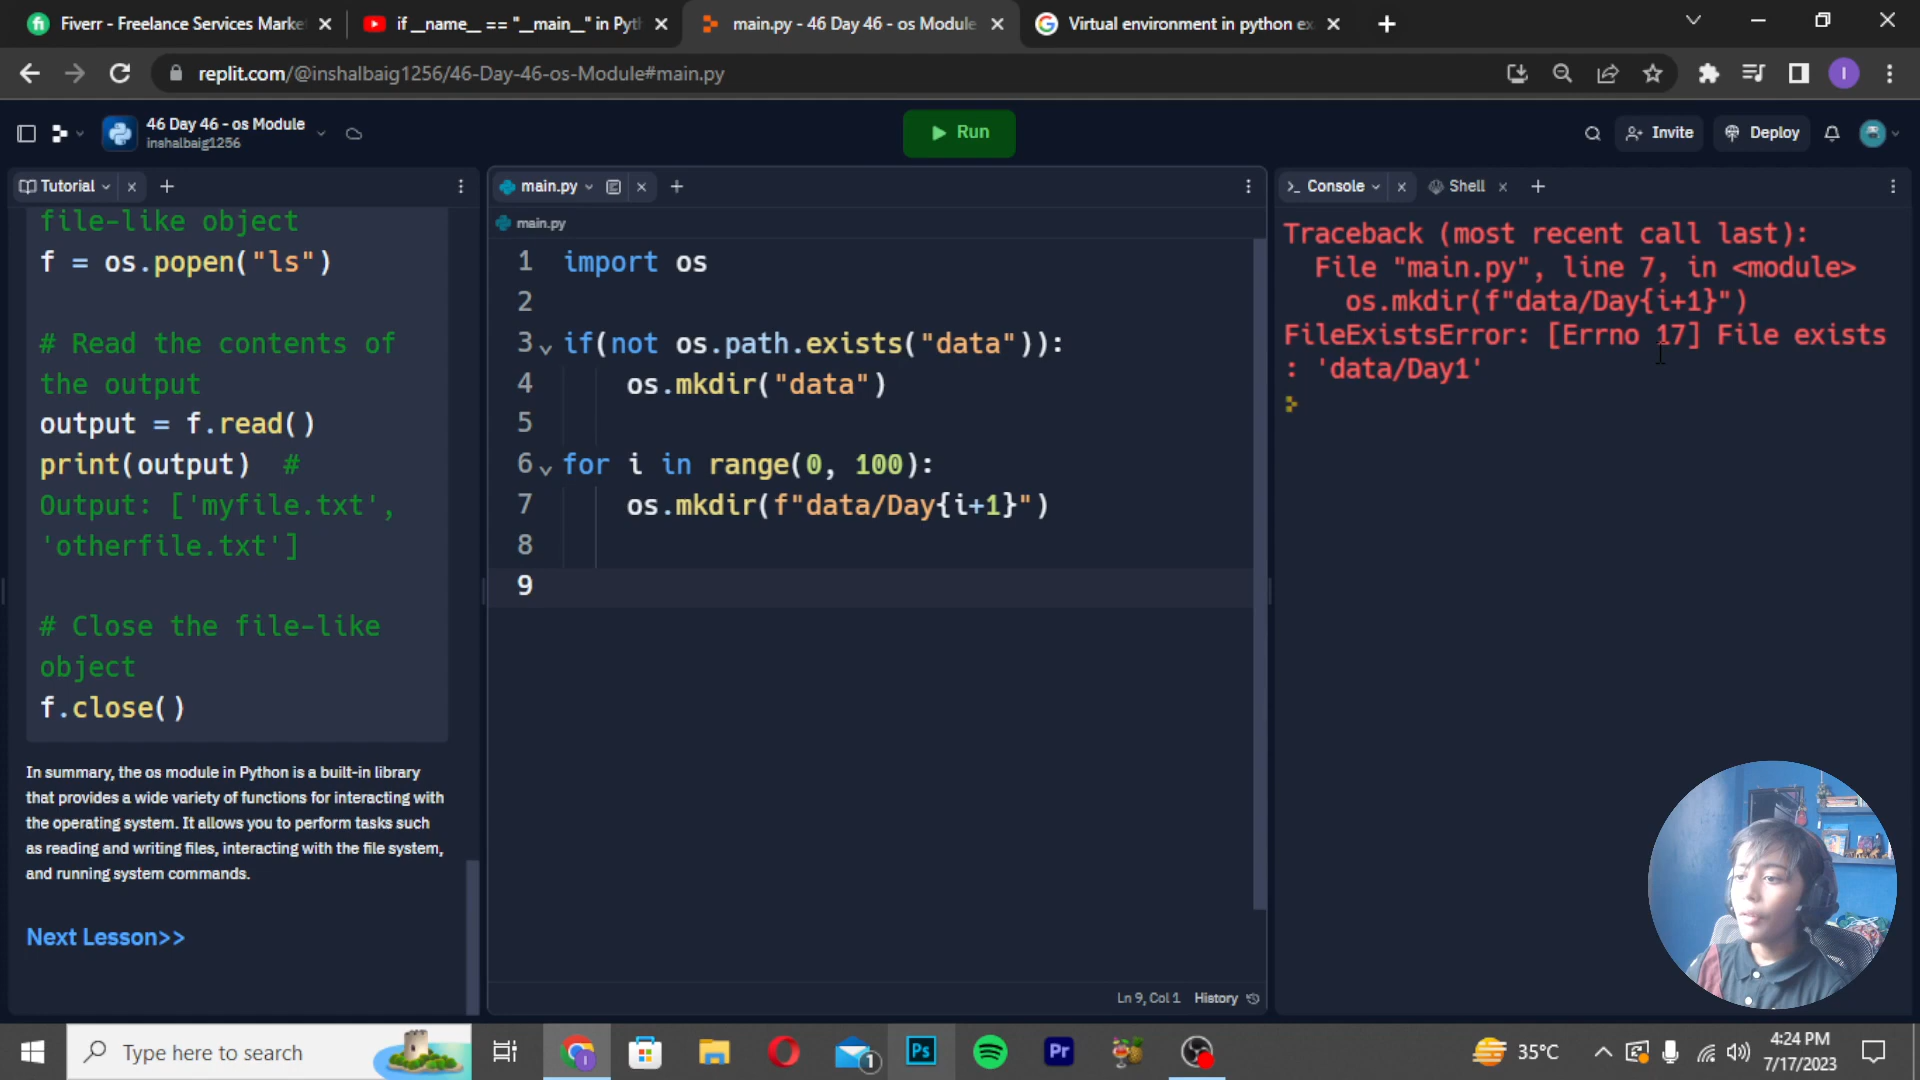 Fiverr - Freelance Services Market
if __name__ == "__main__" in Pyth
main.py - 46 Day 46 - os Module
Virtual environment in python ex
replit.com/@inshalbaig1256/46-Day-46-os-Module#main.py
I
46 Day 46 - os Module
inshalbaig1256
Run
Invite
Deploy
Tutorial
file-like object
f = os.popen("ls")
# Read the contents of
the output
output = f.read()
print(output)  #
Output: ['myfile.txt',
'otherfile.txt']
# Close the file-like
object
f.close()
In summary, the os module in Python is a built-in library
that provides a wide variety of functions for interacting with
the operating system. It allows you to perform tasks such
as reading and writing files, interacting with the file system,
and running system commands.
Next Lesson>>
main.py
main.py
1 import os
2
3 if(not os.path.exists("data")):
4     os.mkdir("data")
5
6 for i in range(0, 100):
7     os.mkdir(f"data/Day{i+1}")
8
9
Ln 9, Col 1 History
Console
Shell
Traceback (most recent call last):
  File "main.py", line 7, in <module>
    os.mkdir(f"data/Day{i+1}")
FileExistsError: [Errno 17] File exists
: 'data/Day1'
Type here to search
1
Ps
Pr
35°C
4:24 PM
7/17/2023